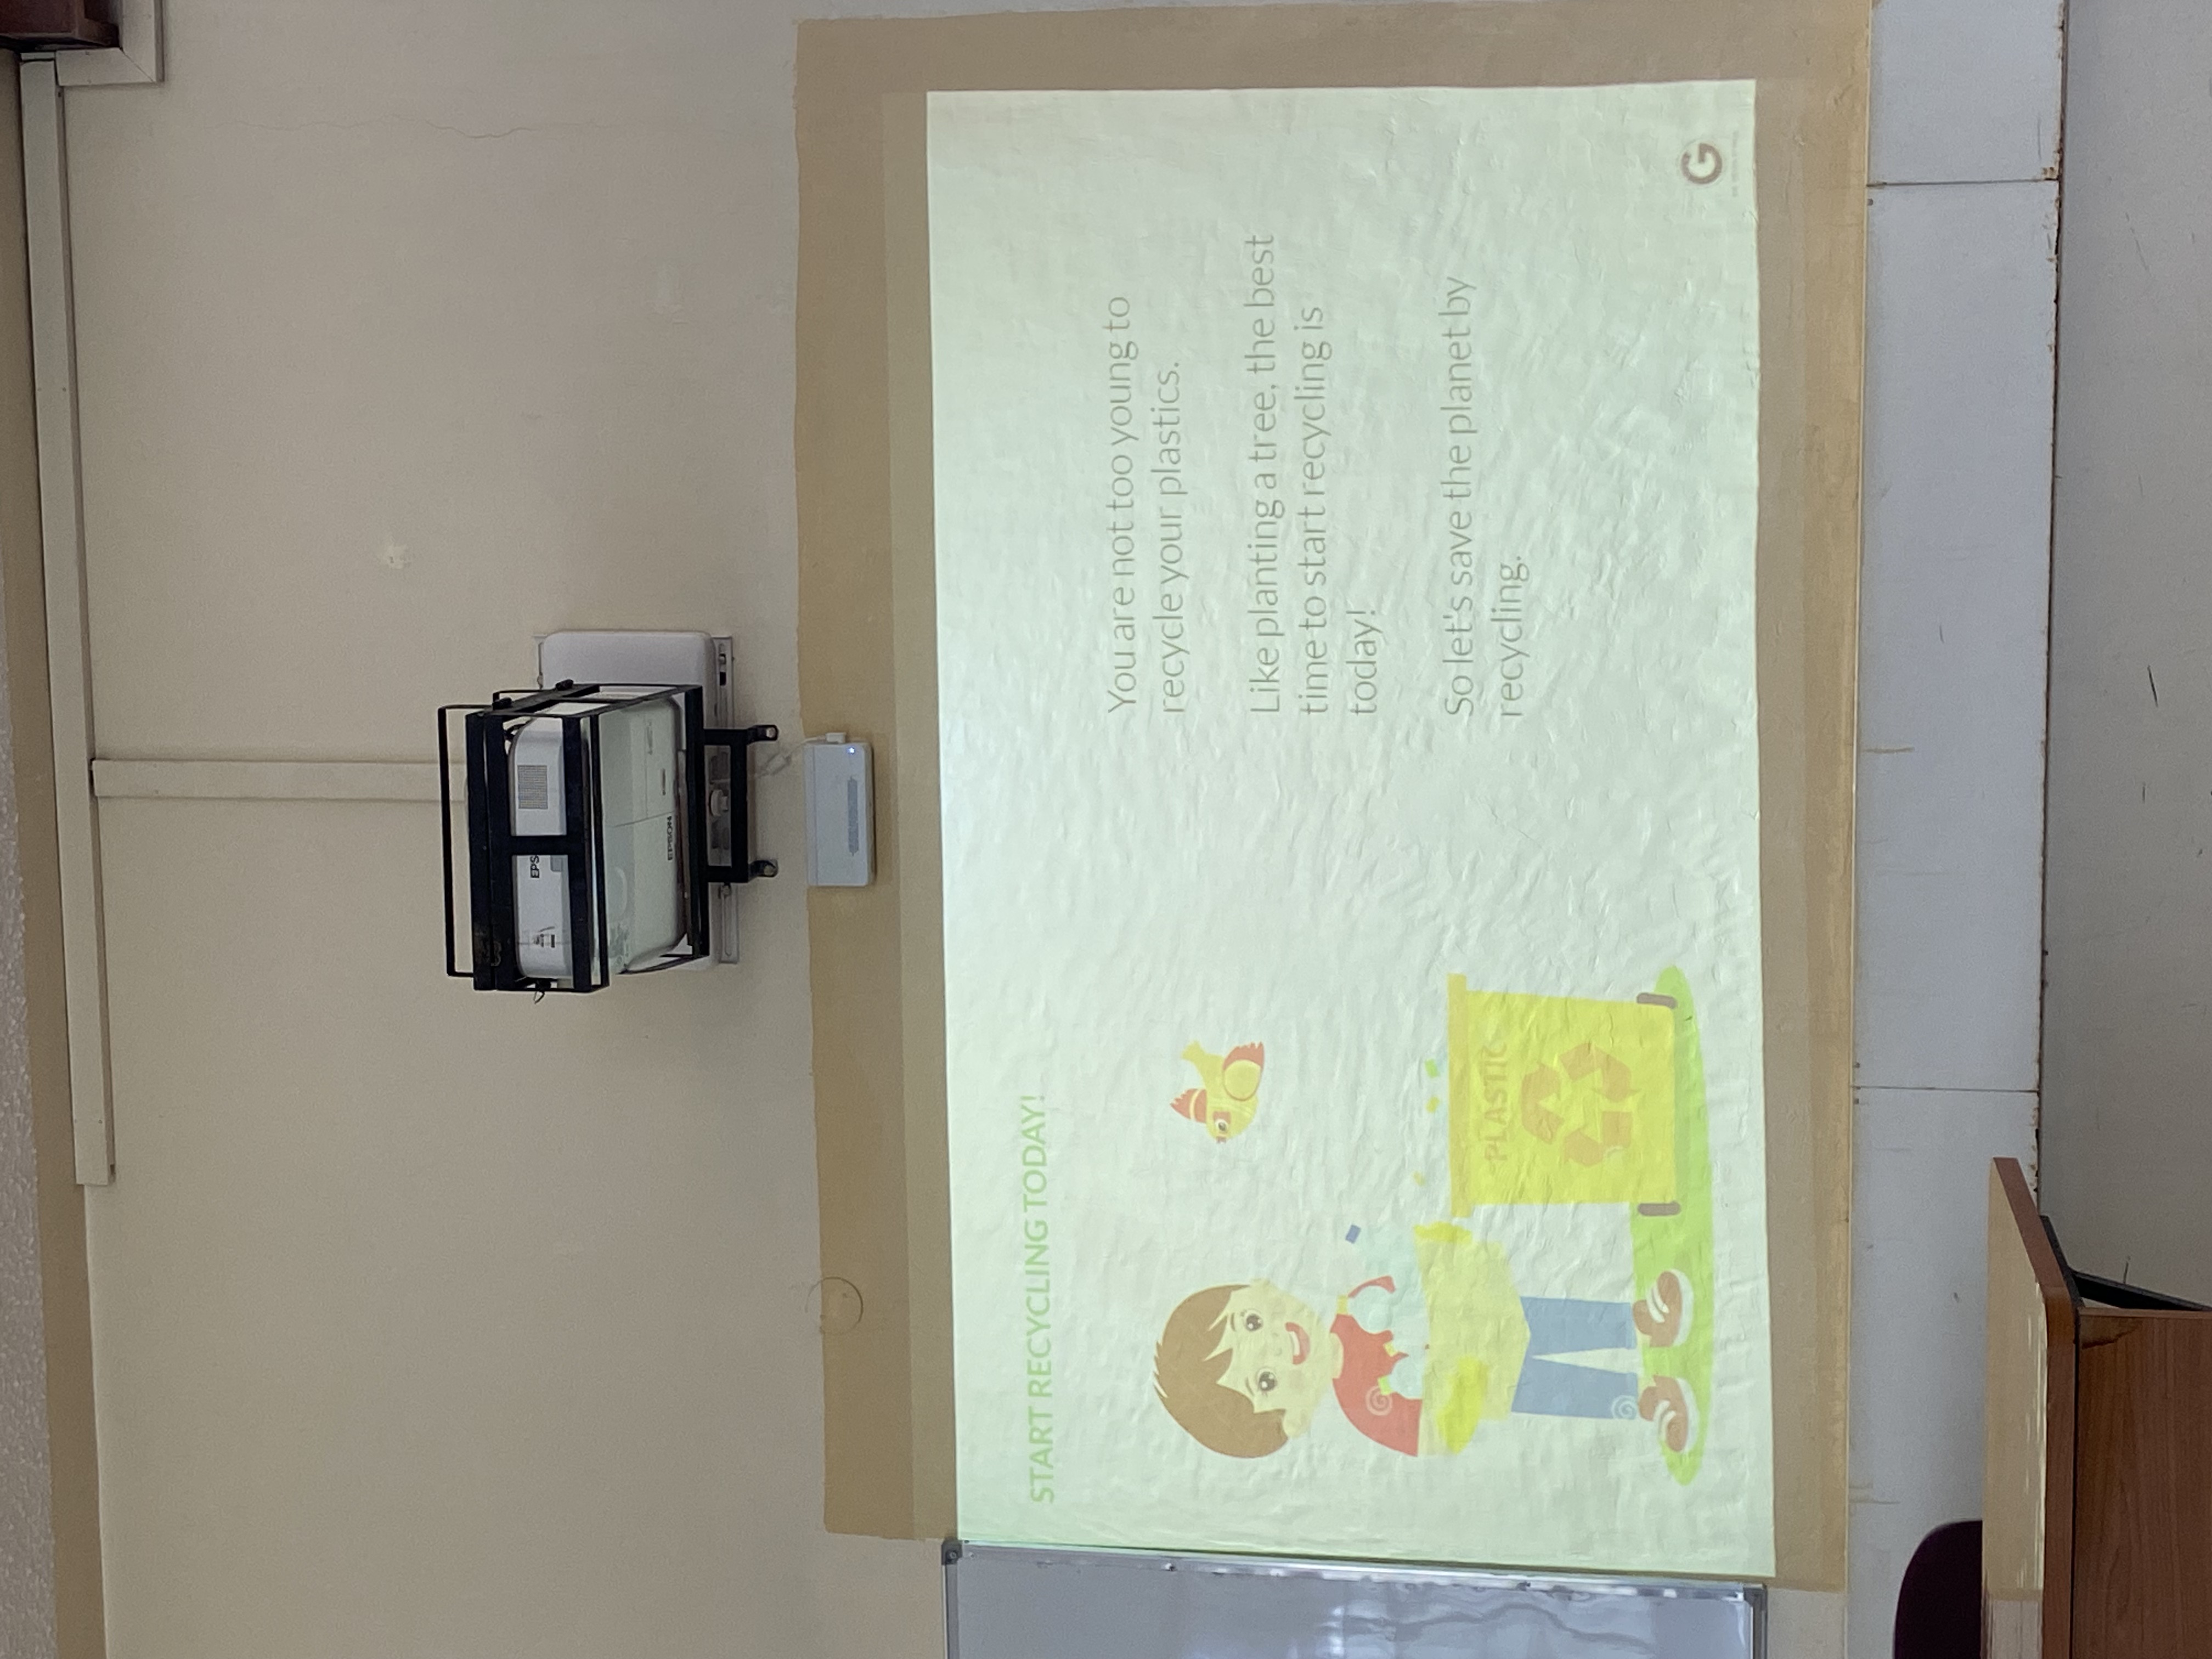 EPS
EPSON
START RECYCLING TODAY!
You are not too young to
recycle your plastics.
Like planting a tree, the best
time to start recycling is
today!
So let's save the planet by
recycling.
PLASTIC
G